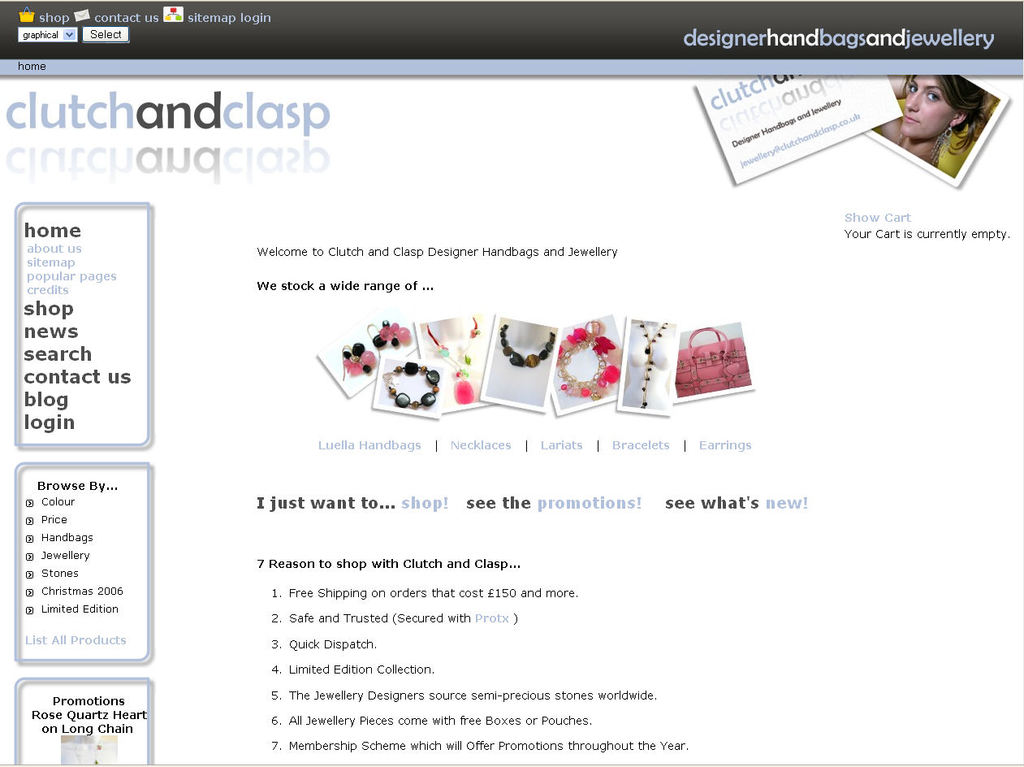 shop contact us sitemap login
graphical Select
designerhandbagsandjewellery
home
clutchandclasp
clutchand
Designer Handbags and Jewellery
jewellery@clutchandclasp.co.uk
Show Cart
Your Cart is currently empty.
home
about us
sitemap
popular pages
credits
shop
news
search
contact us
blog
login
Welcome to Clutch and Clasp Designer Handbags and Jewellery
We stock a wide range of ...
Luella Handbags | Necklaces | Lariats | Bracelets | Earrings
I just want to... shop! see the promotions! see what's new!
Browse By...
Colour
Price
Handbags
Jewellery
Stones
Christmas 2006
Limited Edition
List All Products
7 Reason to shop with Clutch and Clasp...
1. Free Shipping on orders that cost £150 and more.
2. Safe and Trusted (Secured with Protx )
3. Quick Dispatch.
4. Limited Edition Collection.
5. The Jewellery Designers source semi-precious stones worldwide.
6. All Jewellery Pieces come with free Boxes or Pouches.
7. Membership Scheme which will Offer Promotions throughout the Year.
Promotions
Rose Quartz Heart
on Long Chain